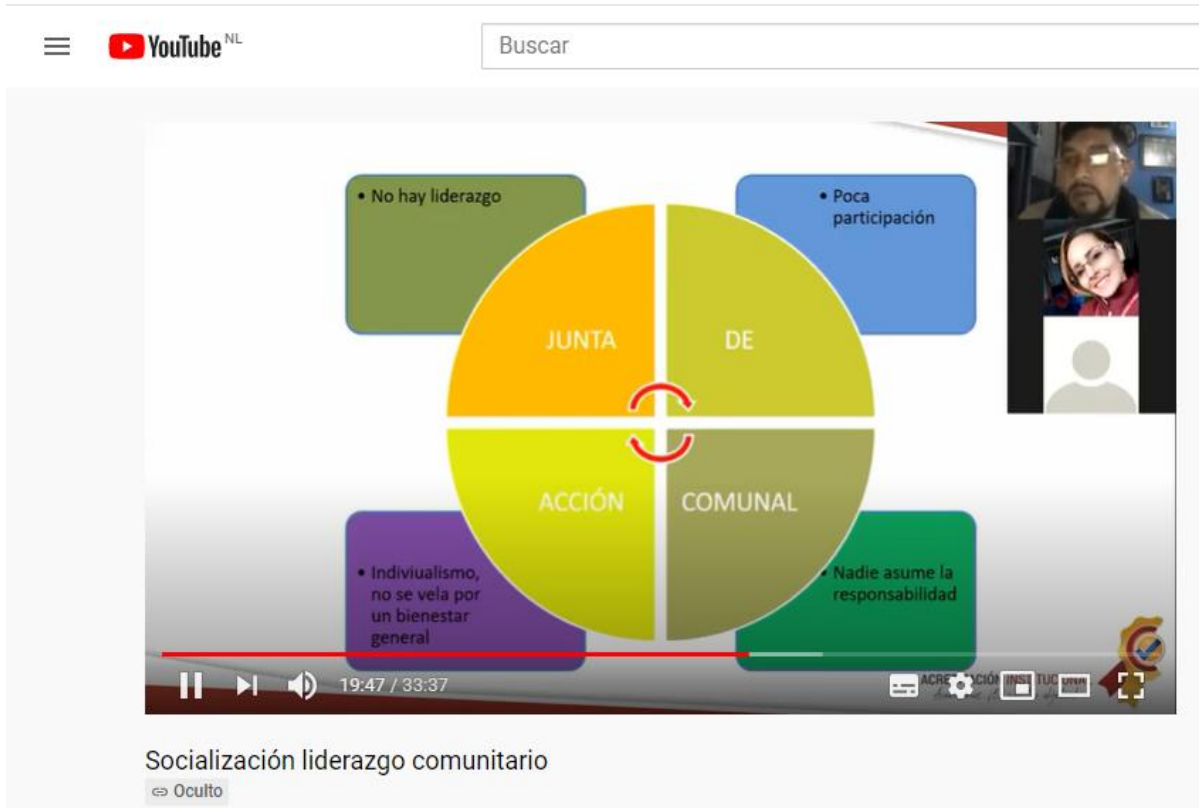 YouTube NL
Buscar
• No hay liderazgo
• Poca
participación
JUNTA
DE
ACCIÓN
COMUNAL
• Indiviualismo,
no se vela por
un bienestar
general
• Nadie asume la
responsabilidad
19:47 / 33:37
Socialización liderazgo comunitario
Oculto